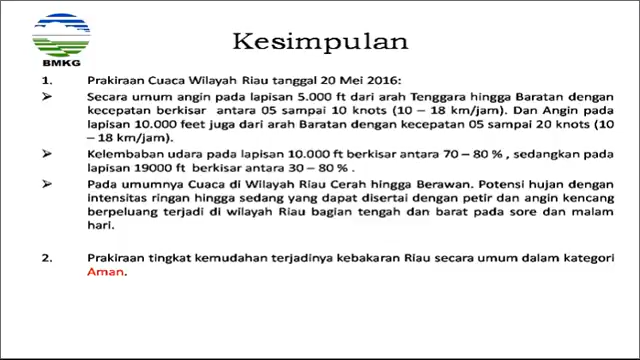 Kesimpulan
BMKG
1. Prakiraan Cuaca Wilayah Riau tanggal 20 Mei 2016:
➢ Secara umum angin pada lapisan 5.000 ft dari arah Tenggara hingga Baratan dengan
kecepatan berkisar antara 05 sampai 10 knots (10 – 18 km/jam). Dan Angin pada
lapisan 10.000 feet juga dari arah Baratan dengan kecepatan 05 sampai 20 knots (10
– 18 km/jam).
➢ Kelembaban udara pada lapisan 10.000 ft berkisar antara 70 – 80 % , sedangkan pada
lapisan 19000 ft berkisar antara 30 – 80 % .
➢ Pada umumnya Cuaca di Wilayah Riau Cerah hingga Berawan. Potensi hujan dengan
intensitas ringan hingga sedang yang dapat disertai dengan petir dan angin kencang
berpeluang terjadi di wilayah Riau bagian tengah dan barat pada sore dan malam
hari.
2. Prakiraan tingkat kemudahan terjadinya kebakaran Riau secara umum dalam kategori
Aman.